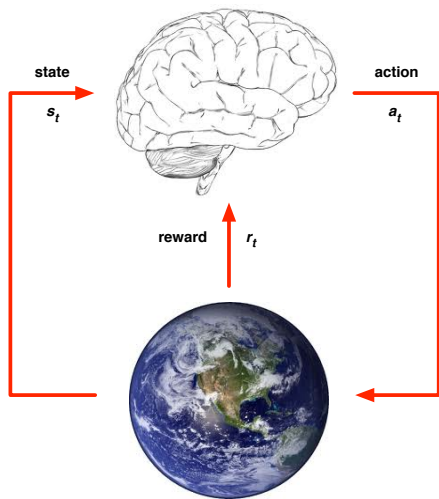 state
s_t
action
a_t
reward r_t